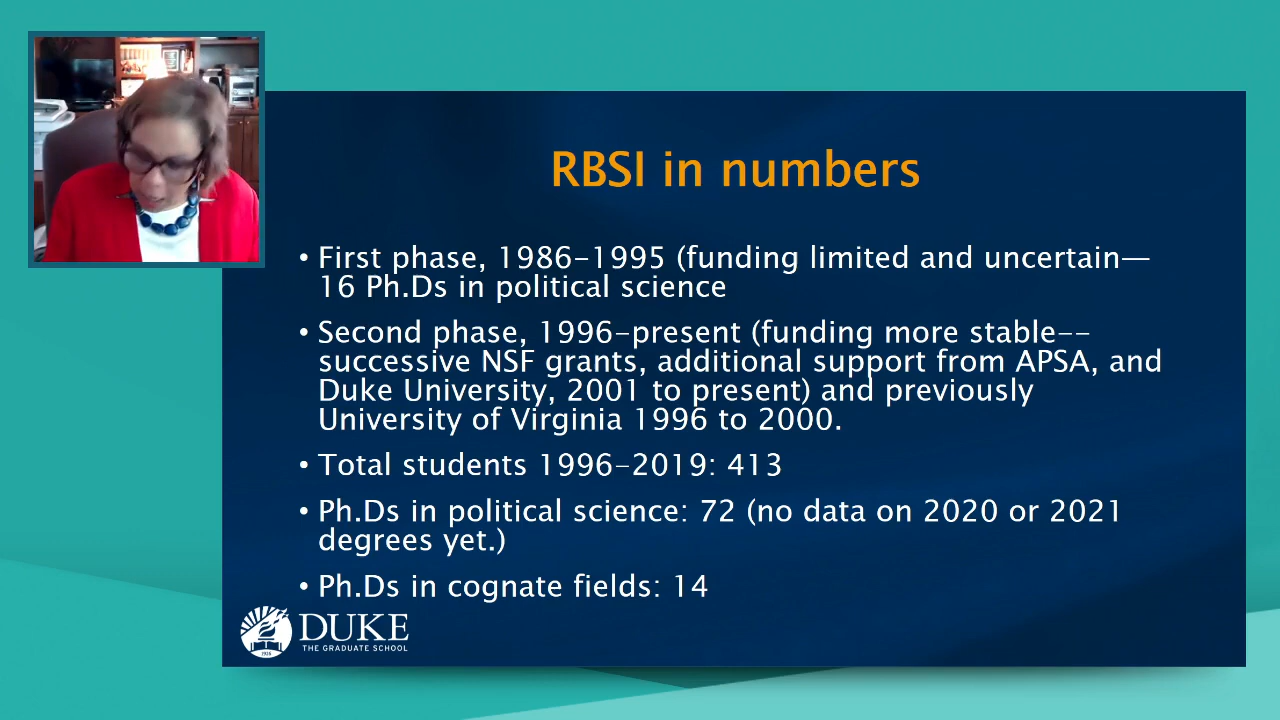 RBSI in numbers
• First phase, 1986–1995 (funding limited and uncertain—
16 Ph.Ds in political science
• Second phase, 1996–present (funding more stable--
successive NSF grants, additional support from APSA, and
Duke University, 2001 to present) and previously
University of Virginia 1996 to 2000.
• Total students 1996–2019: 413
• Ph.Ds in political science: 72 (no data on 2020 or 2021
degrees yet.)
• Ph.Ds in cognate fields: 14
DUKE
THE GRADUATE SCHOOL
1926